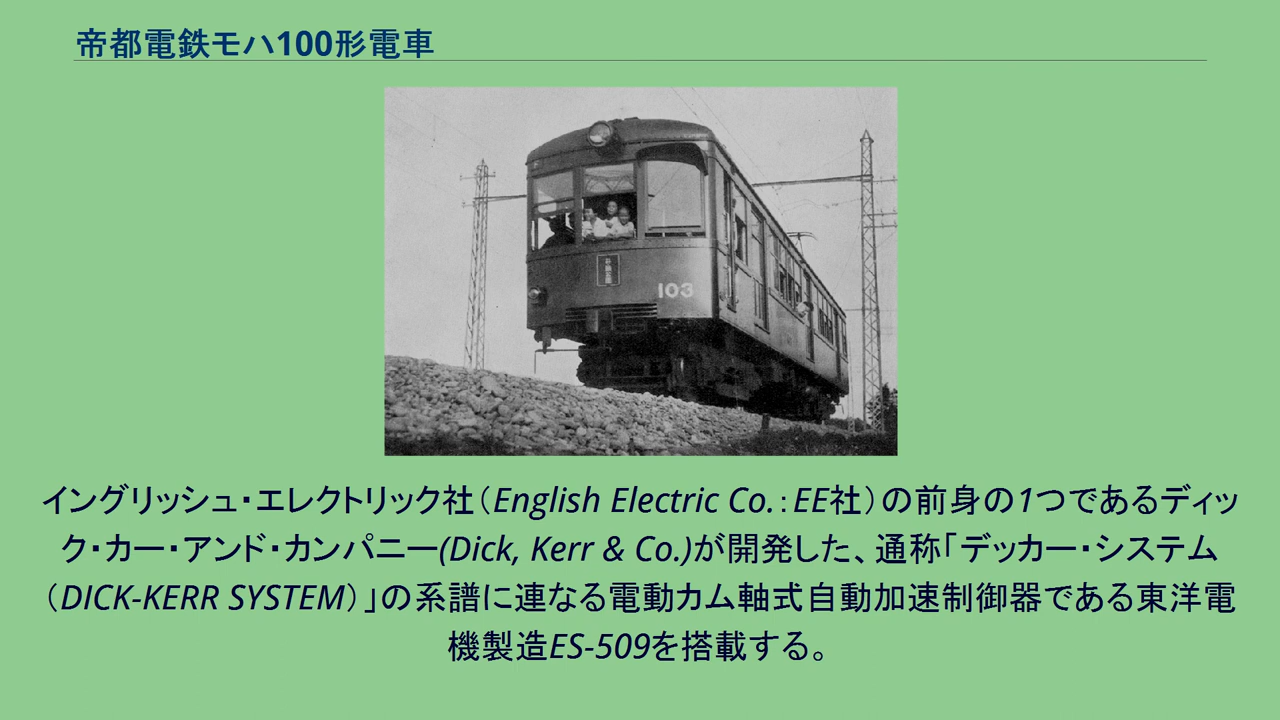 帝都電鉄モハ100形電車
103
イングリッシュ・エレクトリック社（English Electric Co.：EE社）の前身の1つであるディッ
ク・カー・アンド・カンパニー(Dick, Kerr & Co.)が開発した、通称「デッカー・システム
（DICK-KERR SYSTEM）」の系譜に連なる電動カム軸式自動加速制御器である東洋電
機製造ES-509を搭載する。